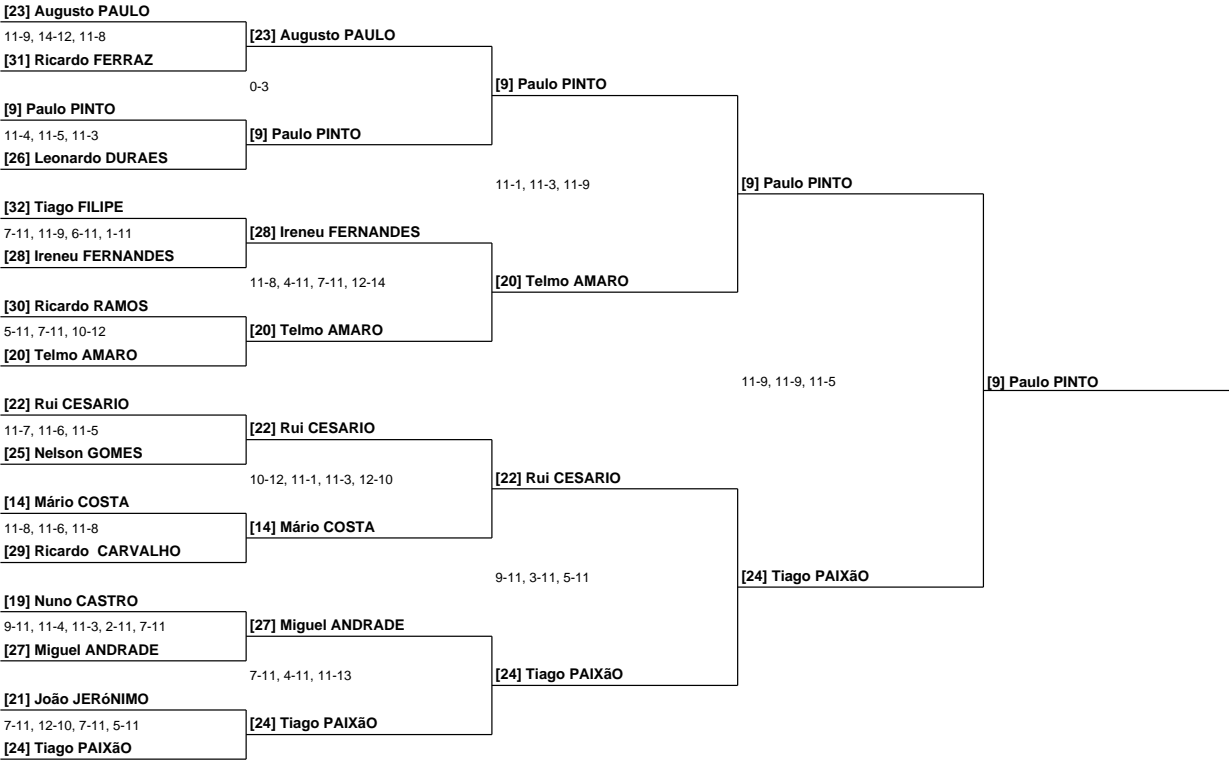 [23] Augusto PAULO
11-9, 14-12, 11-8
[31] Ricardo FERRAZ
[9] Paulo PINTO
11-4, 11-5, 11-3
[26] Leonardo DURAES
[32] Tiago FILIPE
7-11, 11-9, 6-11, 1-11
[28] Ireneu FERNANDES
[30] Ricardo RAMOS
5-11, 7-11, 10-12
[20] Telmo AMARO
[22] Rui CESARIO
11-7, 11-6, 11-5
[25] Nelson GOMES
[14] Mário COSTA
11-8, 11-6, 11-8
[29] Ricardo  CARVALHO
[19] Nuno CASTRO
9-11, 11-4, 11-3, 2-11, 7-11
[27] Miguel ANDRADE
[21] João JERóNIMO
7-11, 12-10, 7-11, 5-11
[24] Tiago PAIXãO
[23] Augusto PAULO
0-3
[9] Paulo PINTO
[28] Ireneu FERNANDES
11-8, 4-11, 7-11, 12-14
[20] Telmo AMARO
[22] Rui CESARIO
10-12, 11-1, 11-3, 12-10
[14] Mário COSTA
[27] Miguel ANDRADE
7-11, 4-11, 11-13
[24] Tiago PAIXãO
[9] Paulo PINTO
11-1, 11-3, 11-9
[20] Telmo AMARO
[22] Rui CESARIO
9-11, 3-11, 5-11
[24] Tiago PAIXãO
[9] Paulo PINTO
11-9, 11-9, 11-5
[24] Tiago PAIXãO
[9] Paulo PINTO